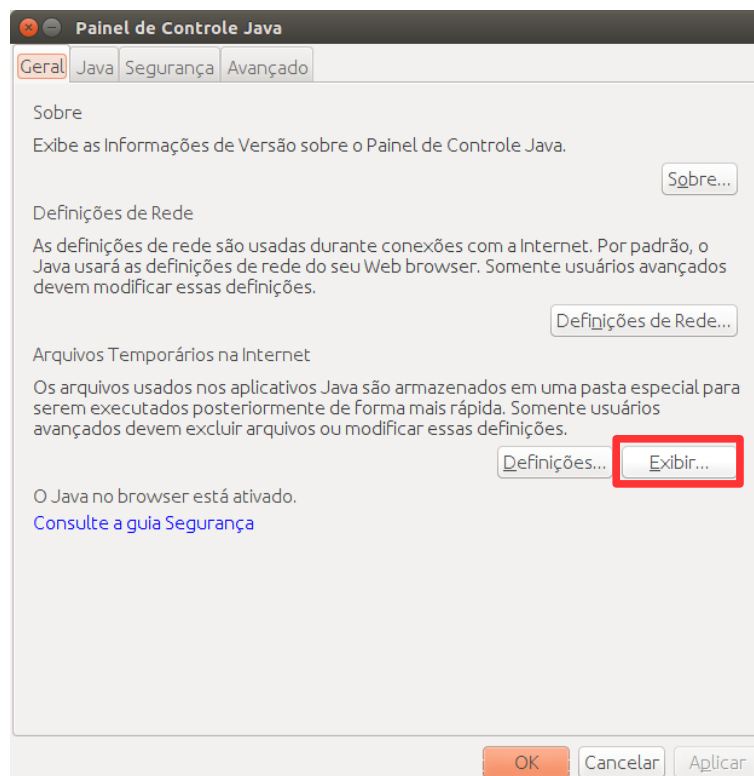 Painel de Controle Java
Geral Java Segurança Avançado
Sobre
Exibe as Informações de Versão sobre o Painel de Controle Java.
Sobre...
Definições de Rede
As definições de rede são usadas durante conexões com a Internet. Por padrão, o
Java usará as definições de rede do seu Web browser. Somente usuários avançados
devem modificar essas definições.
Definições de Rede...
Arquivos Temporários na Internet
Os arquivos usados nos aplicativos Java são armazenados em uma pasta especial para
serem executados posteriormente de forma mais rápida. Somente usuários
avançados devem excluir arquivos ou modificar essas definições.
Definições... Exibir...
O Java no browser está ativado.
Consulte a guia Segurança
OK Cancelar Aplicar